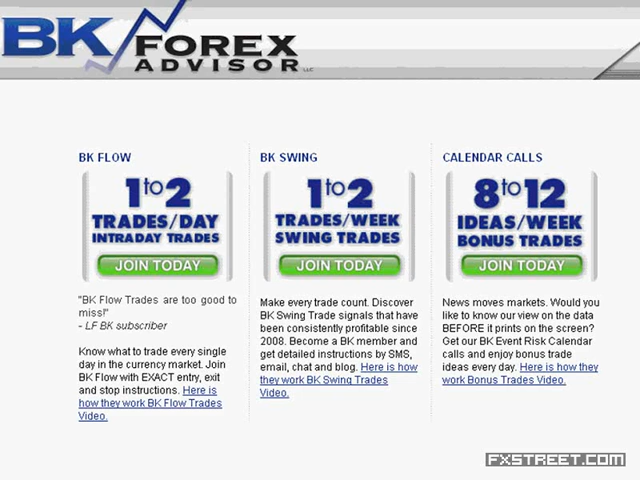 BK FOREX
ADVISOR LLC
BK FLOW
1 to 2
TRADES/DAY
INTRADAY TRADES
JOIN TODAY
"BK Flow Trades are too good to
miss!"
- LF BK subscriber
Know what to trade every single
day in the currency market. Join
BK Flow with EXACT entry, exit
and stop instructions. Here is
how they work BK Flow Trades
Video.
BK SWING
1 to 2
TRADES/WEEK
SWING TRADES
JOIN TODAY
Make every trade count. Discover
BK Swing Trade signals that have
been consistently profitable since
2008. Become a BK member and
get detailed instructions by SMS,
email, chat and blog. Here is how
they work BK Swing Trades
Video.
CALENDAR CALLS
8 to 12
IDEAS/WEEK
BONUS TRADES
JOIN TODAY
News moves markets. Would you
like to know our view on the data
BEFORE it prints on the screen?
Get our BK Event Risk Calendar
calls and enjoy bonus trade
ideas every day. Here is how they
work Bonus Trades Video.
FXSTREET.COM